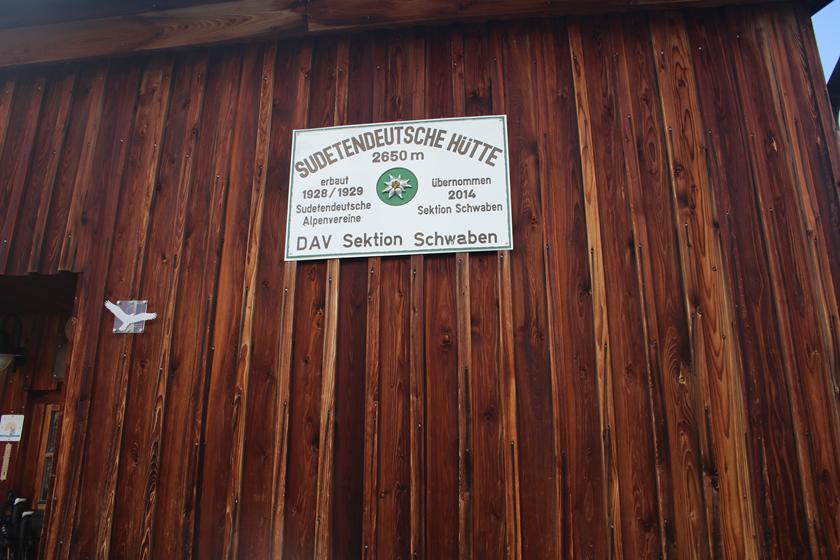 SUDETENDEUTSCHE HÜTTE
2650 m
erbaut
1928/1929
Sudetendeutsche
Alpenvereine
übernommen
2014
Sektion Schwaben
DAV Sektion Schwaben